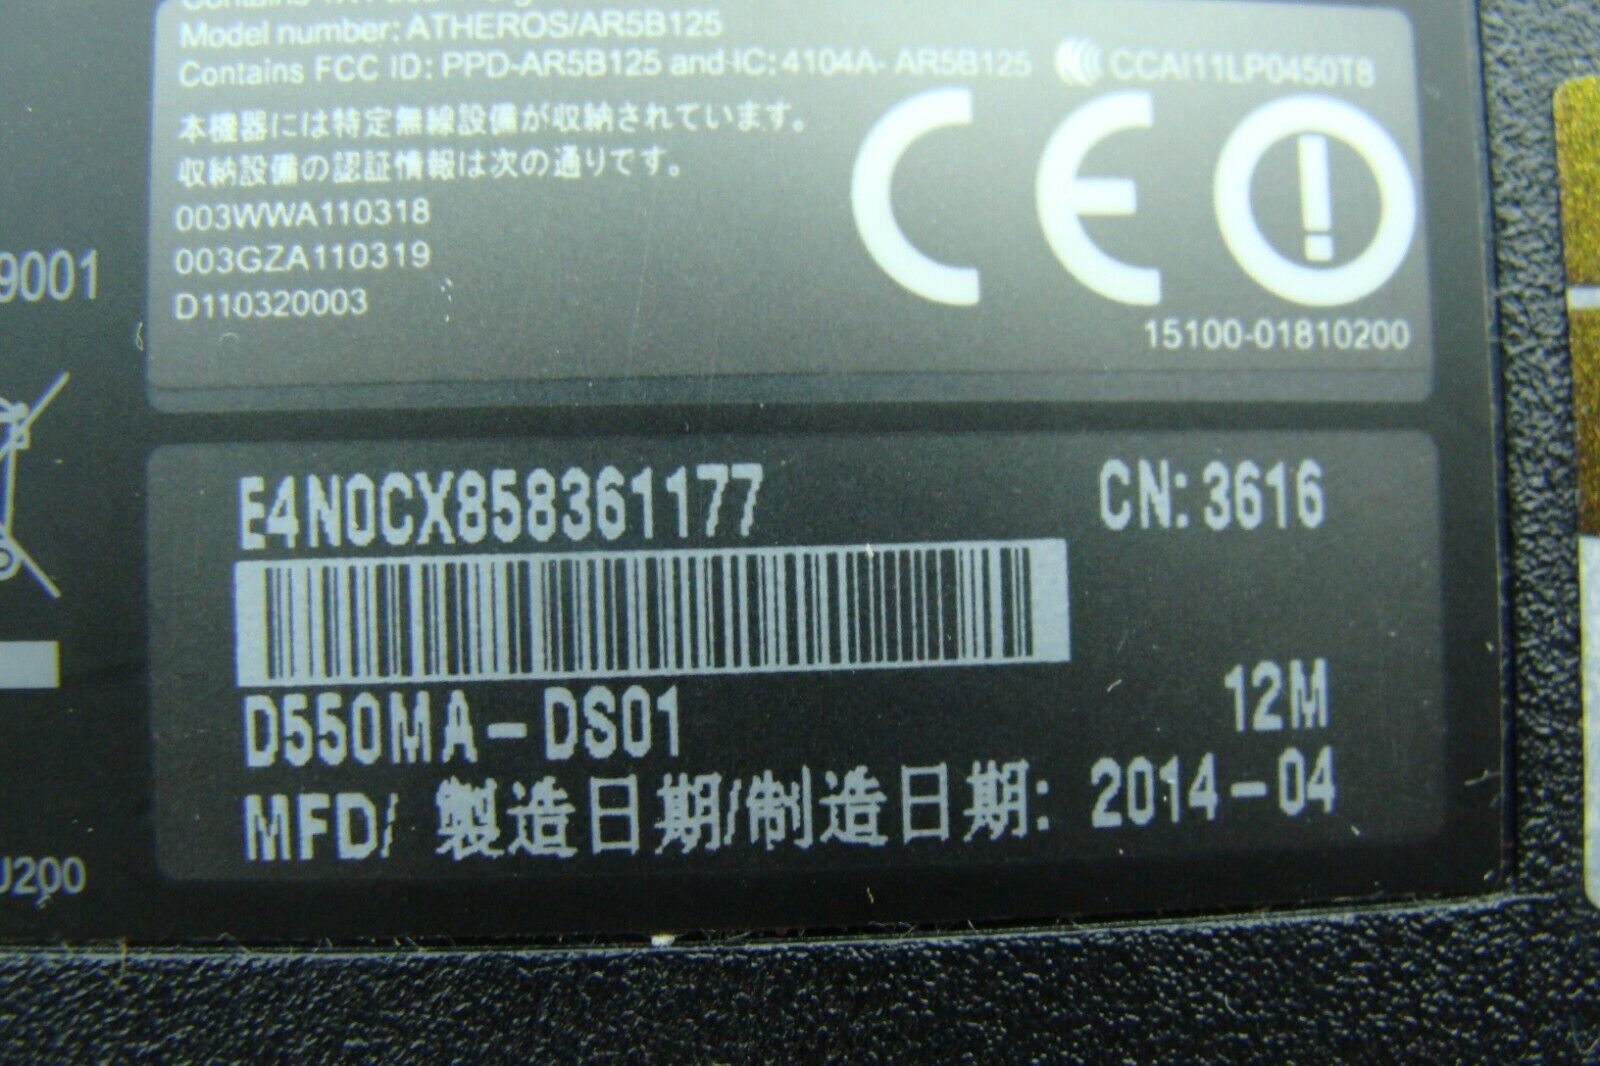 Model number: ATHEROS/AR5B125
Contains FCC ID: PPD-AR5B125 and IC: 4104A- AR5B125
CCAI11LP0450T8
本機器には特定無線設備が収納されています。
収納設備の認証情報は次の通りです。
003WWA110318
003GZA110319
D110320003
CE
15100-01810200
9001
E4N0CX858361177
CN: 3616
D550MA-DS01
12M
MFD/ 製造日期/制造日期: 2014-04
J200